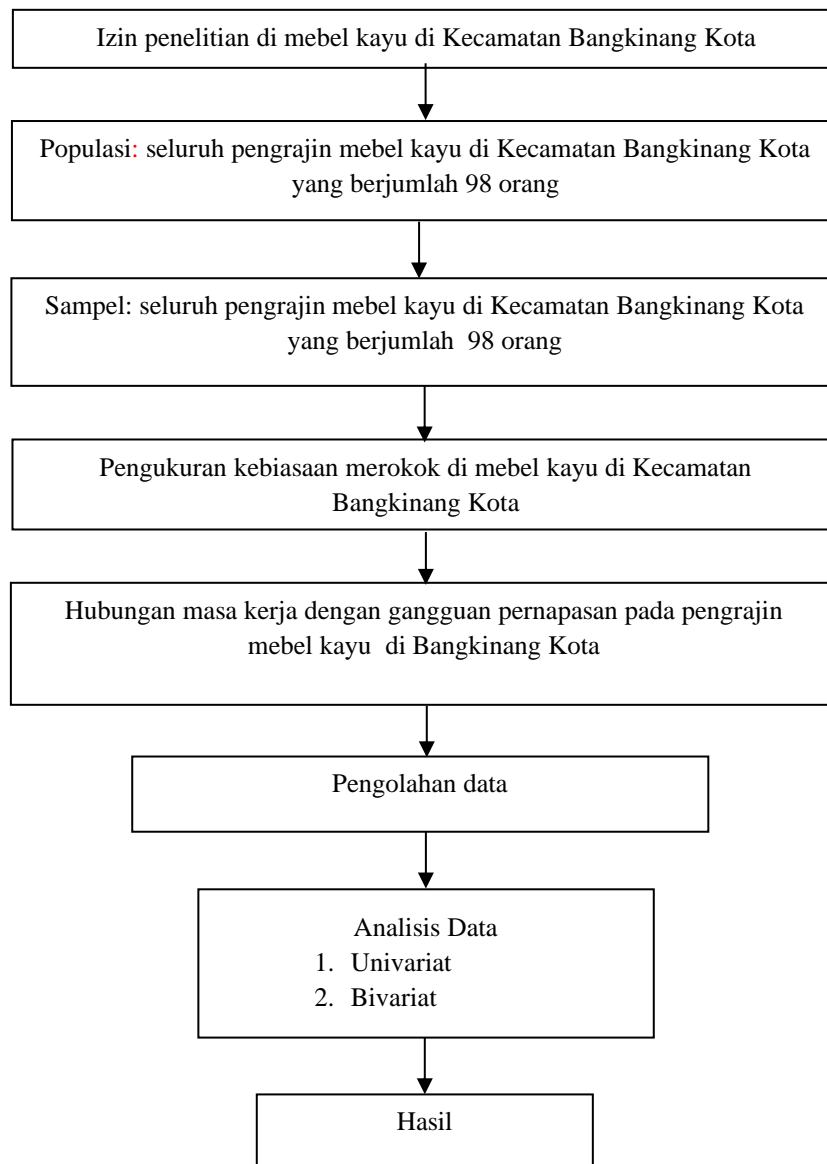 Izin penelitian di mebel kayu di Kecamatan Bangkinang Kota
Populasi: seluruh pengrajin mebel kayu di Kecamatan Bangkinang Kota
yang berjumlah 98 orang
Sampel: seluruh pengrajin mebel kayu di Kecamatan Bangkinang Kota
yang berjumlah  98 orang
Pengukuran kebiasaan merokok di mebel kayu di Kecamatan
Bangkinang Kota
Hubungan masa kerja dengan gangguan pernapasan pada pengrajin
mebel kayu  di Bangkinang Kota
Pengolahan data
Analisis Data
1. Univariat
2. Bivariat
Hasil